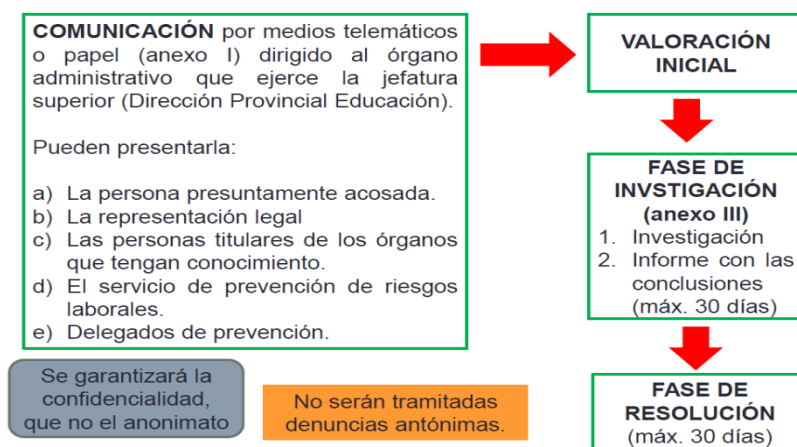 COMUNICACIÓN por medios telemáticos
o papel (anexo I) dirigido al órgano
administrativo que ejerce la jefatura
superior (Dirección Provincial Educación).
Pueden presentarla:
a) La persona presuntamente acosada.
b) La representación legal
c) Las personas titulares de los órganos
que tengan conocimiento.
d) El servicio de prevención de riesgos
laborales.
e) Delegados de prevención.
Se garantizará la
confidencialidad,
que no el anonimato
No serán tramitadas
denuncias antónimas.
VALORACIÓN
INICIAL
FASE DE
INVSTIGACIÓN
(anexo III)
1. Investigación
2. Informe con las
conclusiones
(máx. 30 días)
FASE DE
RESOLUCIÓN
(máx. 30 días)